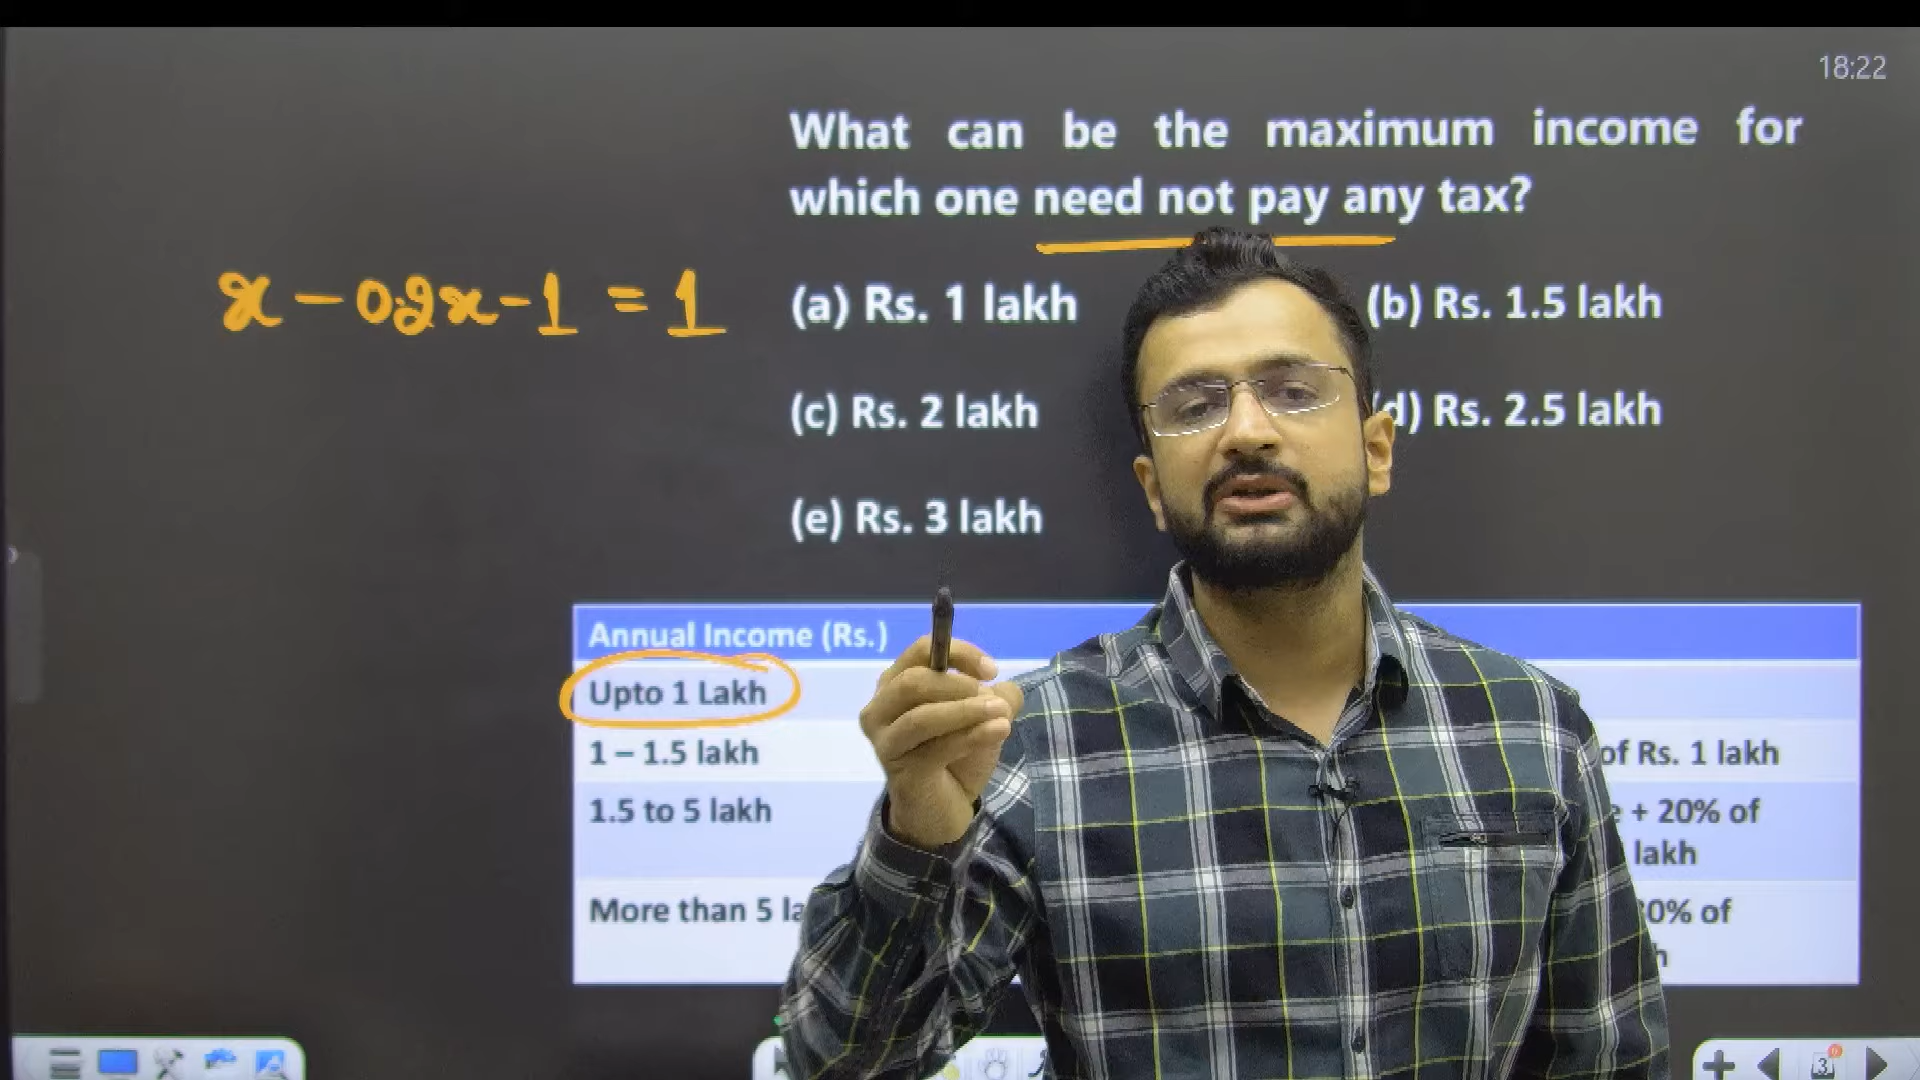 18:22
What can be the maximum income for
which one need not pay any tax?
x - 0.2x - 1 = 1
(a) Rs. 1 lakh (b) Rs. 1.5 lakh
(c) Rs. 2 lakh (d) Rs. 2.5 lakh
(e) Rs. 3 lakh
Annual Income (Rs.)
Upto 1 Lakh
1 – 1.5 lakh of Rs. 1 lakh
1.5 to 5 lakh + 20% of
lakh
More than 5 0% of
3